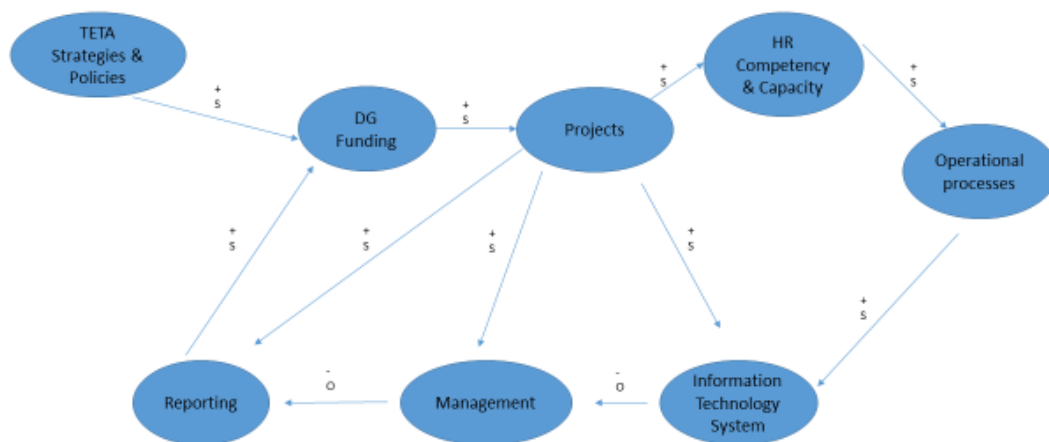 TETA
Strategies &
Policies
+
S
DG
Funding
+
S
Projects
+
S
HR
Competency
& Capacity
+
S
Operational
processes
+
S
+
S
+
S
+
S
+
S
Reporting
-
O
Management
-
O
Information
Technology
System